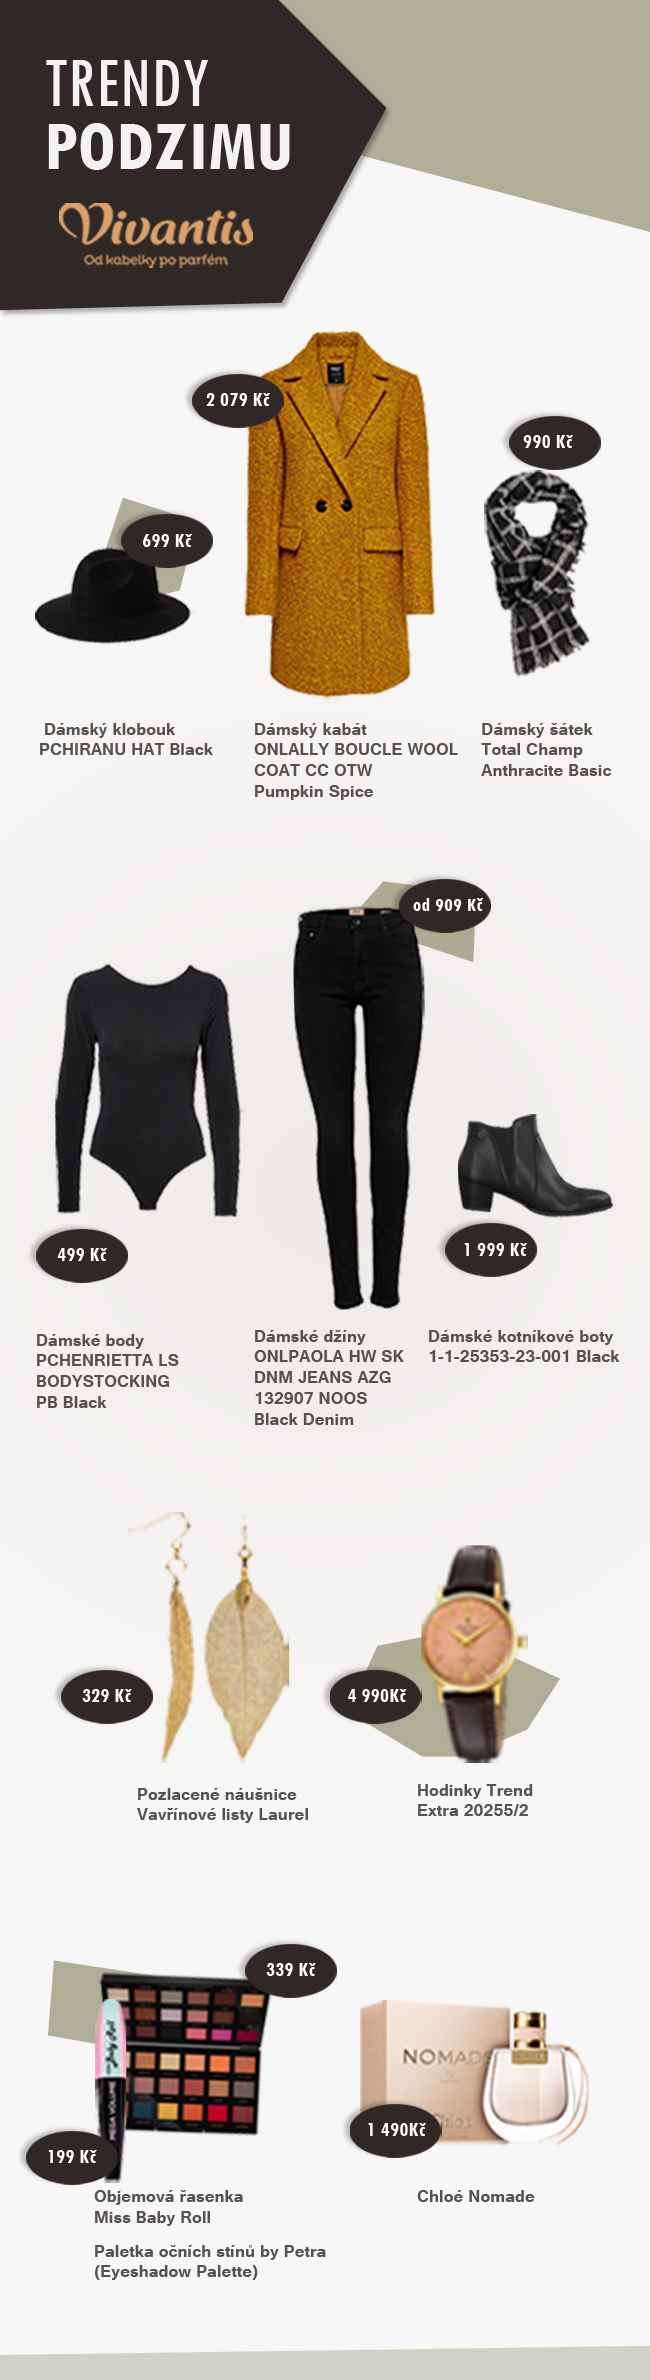 TRENDY
PODZIMU
Vivantis
Od kabelky po parfém
2 079 Kč
990 Kč
699 Kč
Dámský klobouk
PCHIRANU HAT Black
Dámský kabát
ONLALLY BOUCLE WOOL
COAT CC OTW
Pumpkin Spice
Dámský šátek
Total Champ
Anthracite Basic
od 909 Kč
499 Kč
1 999 Kč
Dámské body
PCHENRIETTA LS
BODYSTOCKING
PB Black
Dámské džíny
ONLPAOLA HW SK
DNM JEANS AZG
132907 NOOS
Black Denim
Dámské kotníkové boty
1-1-25353-23-001 Black
329 Kč
4 990Kč
Pozlacené náušnice
Vavřínové listy Laurel
Hodinky Trend
Extra 20255/2
339 Kč
NOMADE
Chloé
MEGA VOLUME
1 490Kč
199 Kč
Objemová řasenka
Miss Baby Roll
Paletka očních stínů by Petra
(Eyeshadow Palette)
Chloé Nomade